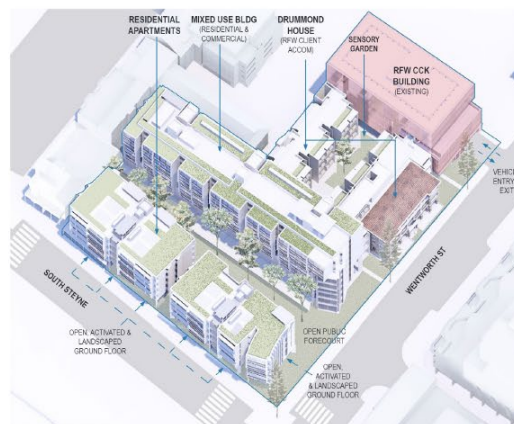 RESIDENTIAL
APARTMENTS
MIXED USE BLDG
(RESIDENTIAL &
COMMERCIAL)
DRUMMOND
HOUSE
(RFW CLIENT
ACCOM)
SENSORY
GARDEN
RFW CCK
BUILDING
(EXISTING)
VEHICLE
ENTRY
EXIT
WENTWORTH ST
SOUTH STEYNE
OPEN, ACTIVATED &
LANDSCAPED
GROUND FLOOR
OPEN PUBLIC
FORECOURT
OPEN,
ACTIVATED
& LANDSCAPED
GROUND FLOOR